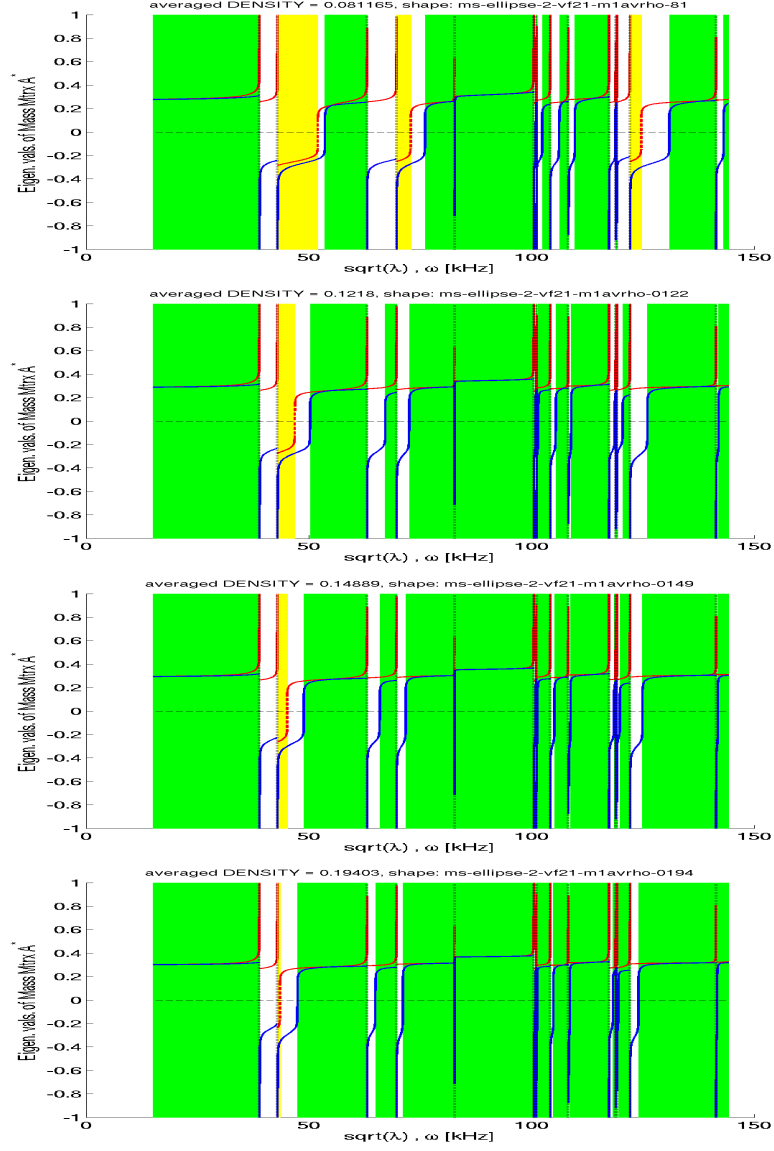 averaged DENSITY = 0.081165, shape: ms-ellipse-2-vf21-m1avrho-81
1
0.8
0.6
0.4
0.2
0
-0.2
-0.4
-0.6
-0.8
-1
Eigen. vals. of Mass Mtrx A*
0 50 100 150
sqrt(λ) , ω [kHz]
averaged DENSITY = 0.1218, shape: ms-ellipse-2-vf21-m1avrho-0122
1
0.8
0.6
0.4
0.2
0
-0.2
-0.4
-0.6
-0.8
-1
Eigen. vals. of Mass Mtrx A*
0 50 100 150
sqrt(λ) , ω [kHz]
averaged DENSITY = 0.14889, shape: ms-ellipse-2-vf21-m1avrho-0149
1
0.8
0.6
0.4
0.2
0
-0.2
-0.4
-0.6
-0.8
-1
Eigen. vals. of Mass Mtrx A*
0 50 100 150
sqrt(λ) , ω [kHz]
averaged DENSITY = 0.19403, shape: ms-ellipse-2-vf21-m1avrho-0194
1
0.8
0.6
0.4
0.2
0
-0.2
-0.4
-0.6
-0.8
-1
Eigen. vals. of Mass Mtrx A*
0 50 100 150
sqrt(λ) , ω [kHz]